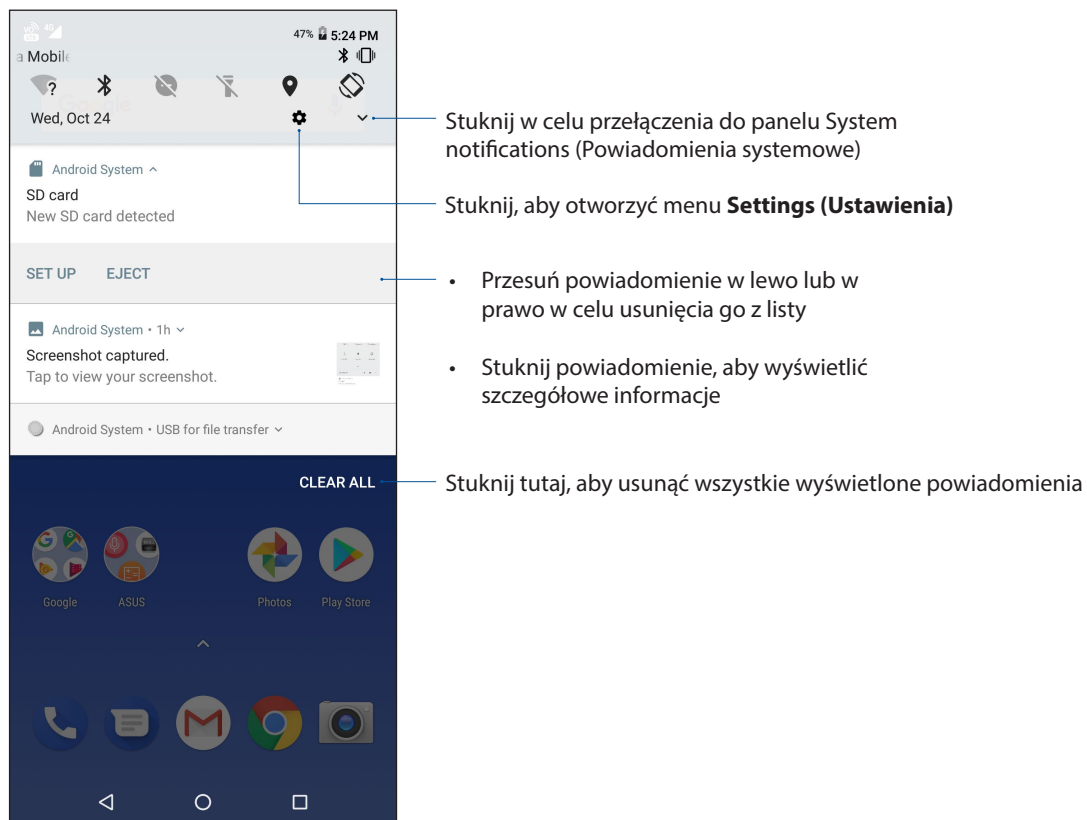 VO LTE 4G 47% 5:24 PM
a Mobile
Google
Wed, Oct 24
Stuknij w celu przełączenia do panelu System
notifications (Powiadomienia systemowe)
Android System
SD card
New SD card detected
Stuknij, aby otworzyć menu Settings (Ustawienia)
SET UP EJECT
• Przesuń powiadomienie w lewo lub w
prawo w celu usunięcia go z listy
Android System • 1h
Screenshot captured.
Tap to view your screenshot.
• Stuknij powiadomienie, aby wyświetlić
szczegółowe informacje
Android System • USB for file transfer
CLEAR ALL
Stuknij tutaj, aby usunąć wszystkie wyświetlone powiadomienia
Google ASUS Photos Play Store